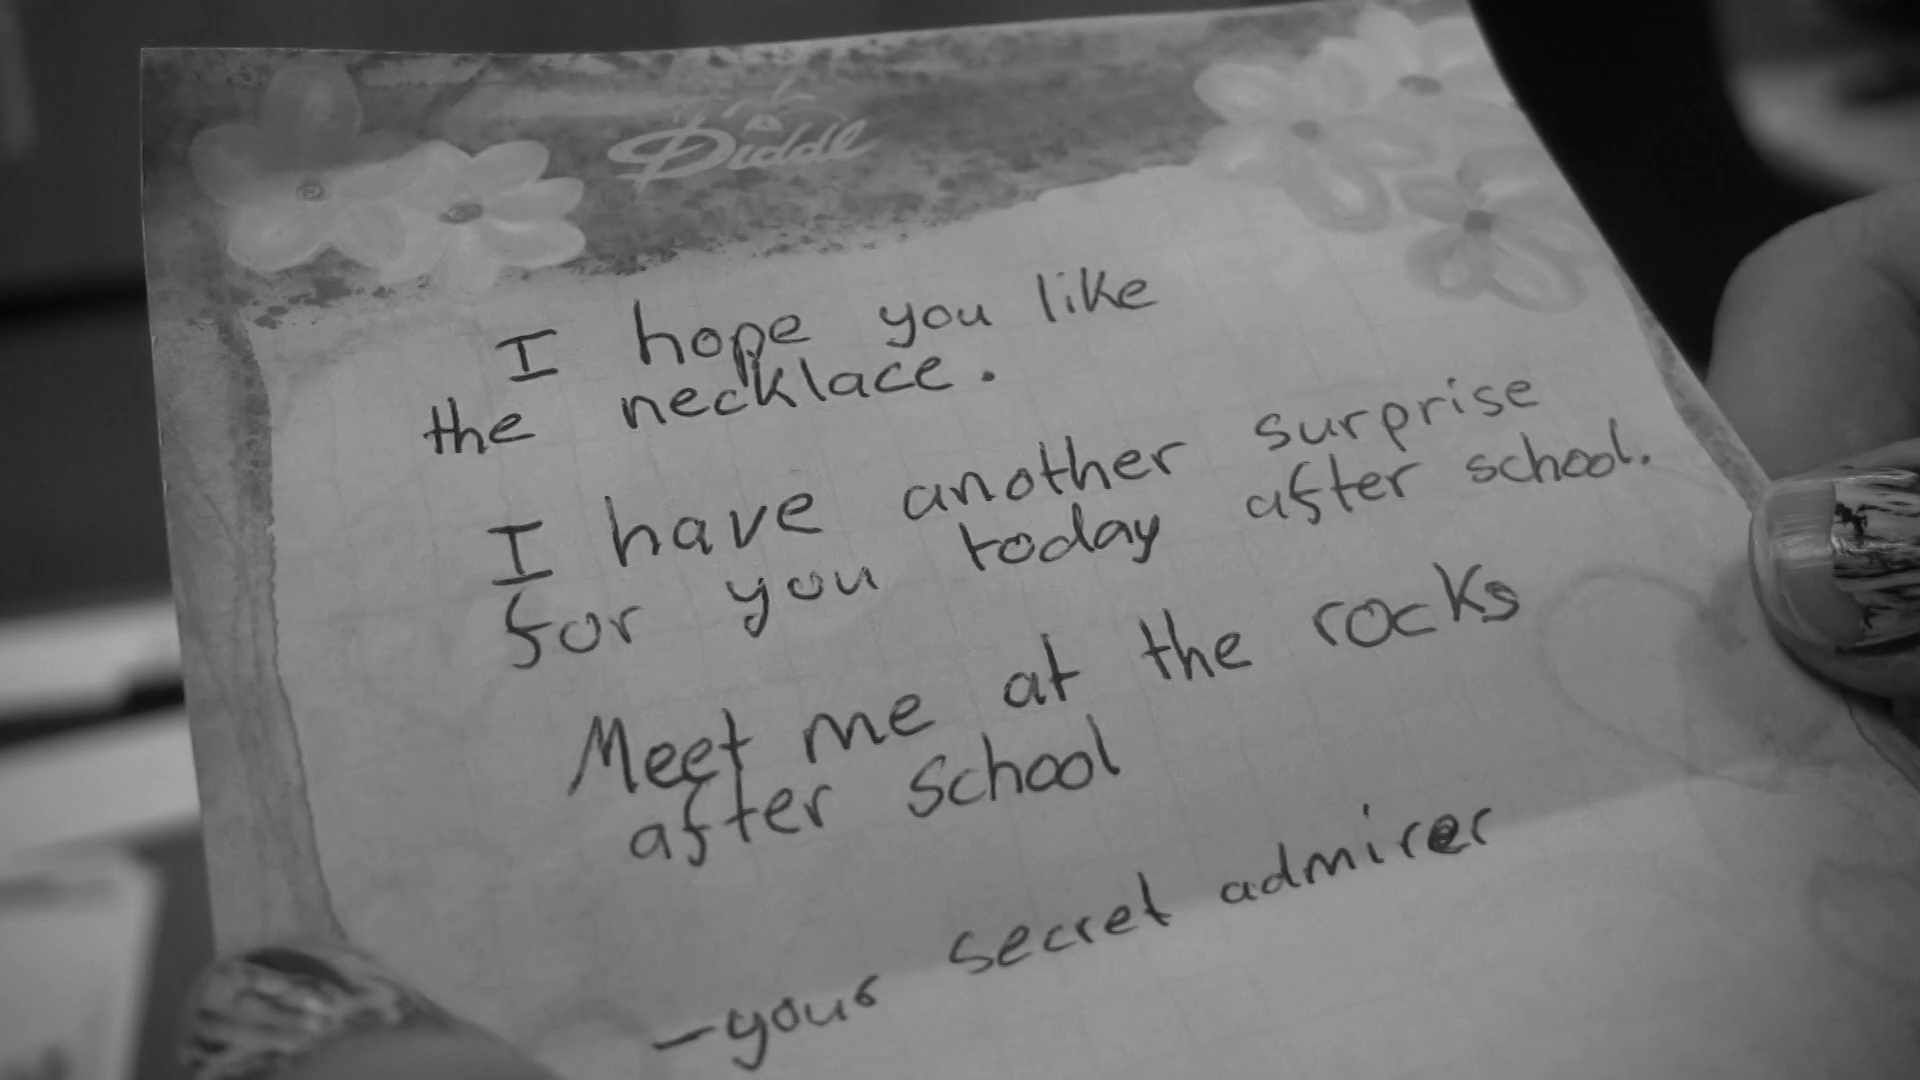 Diddl
I hope you like
the necklace.
I have another surprise
for you today after school.
Meet me at the rocks
after school
—your secret admirer